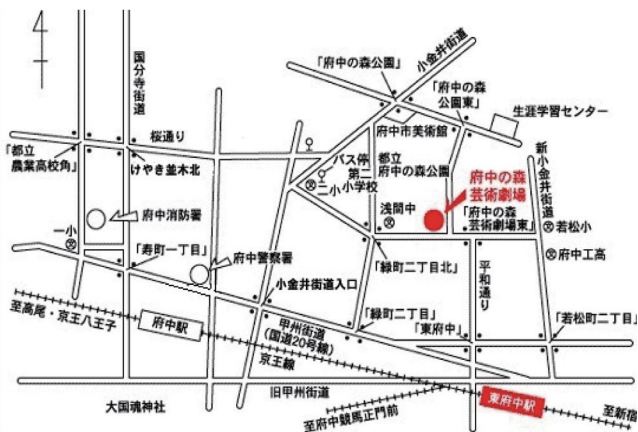 小金井街道
「府中の森公園」
「府中の森
公園東」
生涯学習センター
国分寺街道
桜通り
府中市美術館
新小金井街道
「都立
農業高校角」
けやき並木北
バス停
第二
小学校
二小
都立
府中の森公園
府中の森
芸術劇場
浅間中
「府中の森
芸術劇場東」
若松小
府中工高
府中消防署
一小
「寿町一丁目」
府中警察署
小金井街道入口
「緑町二丁目北」
平和通り
「緑町二丁目」
「東府中」
「若松町二丁目」
至高尾・京王八王子
府中駅
甲州街道
(国道20号線)
京王線
旧甲州街道
東府中駅
大国魂神社
至府中競馬正門前
至新宿